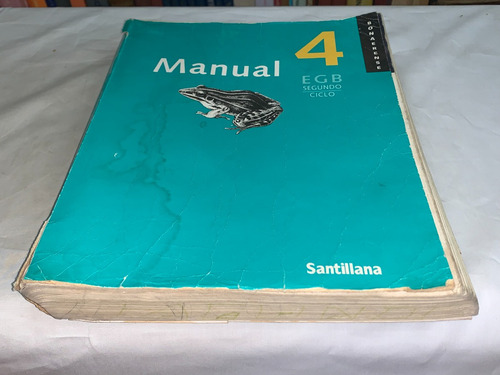 Manual 4
BONAERENSE
EGB
SEGUNDO
CICLO
Santillana